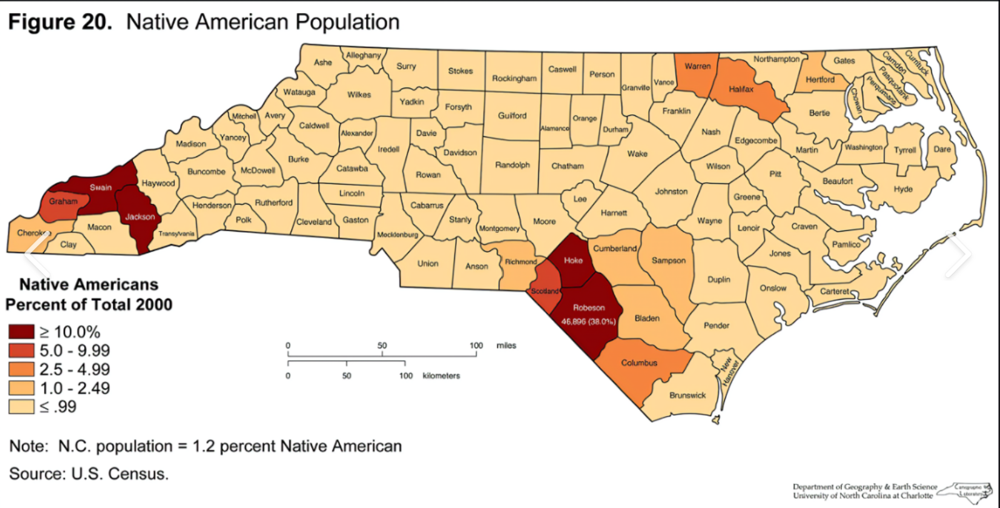 Figure 20. Native American Population
Ashe
Alleghany
Surry
Stokes
Rockingham
Caswell
Person
Granville
Vance
Warren
Halifax
Northampton
Hertford
Gates
Camden
Currituck
Pasquotank
Perquimans
Chowan
Watauga
Wilkes
Yadkin
Forsyth
Guilford
Alamance
Orange
Durham
Franklin
Nash
Edgecombe
Bertie
Martin
Washington
Tyrrell
Dare
Mitchell
Avery
Yancey
Caldwell
Alexander
Iredell
Davie
Davidson
Randolph
Chatham
Wake
Wilson
Pitt
Beaufort
Hyde
Madison
Buncombe
McDowell
Burke
Catawba
Rowan
Swain
Haywood
Graham
Jackson
Henderson
Rutherford
Lincoln
Cabarrus
Stanly
Montgomery
Moore
Lee
Harnett
Johnston
Greene
Wayne
Lenoir
Craven
Pamlico
Cherokee
Clay
Macon
Transylvania
Polk
Cleveland
Gaston
Mecklenburg
Union
Anson
Richmond
Scotland
Hoke
Cumberland
Sampson
Duplin
Jones
Onslow
Carteret
Robeson
46,896 (38.0%)
Bladen
Pender
Columbus
New
Hanover
Brunswick
Native Americans
Percent of Total 2000
≥ 10.0%
5.0 - 9.99
2.5 - 4.99
1.0 - 2.49
≤ .99
0 50 100 miles
0 50 100 kilometers
Note: N.C. population = 1.2 percent Native American
Source: U.S. Census.
Department of Geography & Earth Science
University of North Carolina at Charlotte
Cartographic
Laboratory